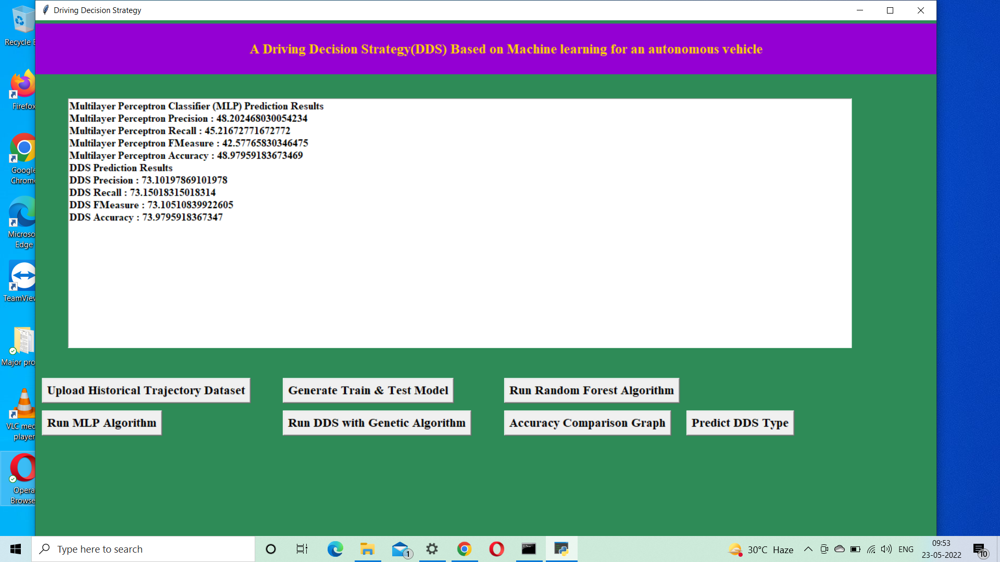 Driving Decision Strategy
A Driving Decision Strategy(DDS) Based on Machine learning for an autonomous vehicle
Multilayer Perceptron Classifier (MLP) Prediction Results
Multilayer Perceptron Precision : 48.202468030054234
Multilayer Perceptron Recall : 45.21672771672772
Multilayer Perceptron FMeasure : 42.57765830346475
Multilayer Perceptron Accuracy : 48.97959183673469
DDS Prediction Results
DDS Precision : 73.10197869101978
DDS Recall : 73.15018315018314
DDS FMeasure : 73.10510839922605
DDS Accuracy : 73.9795918367347
Upload Historical Trajectory Dataset
Generate Train & Test Model
Run Random Forest Algorithm
Run MLP Algorithm
Run DDS with Genetic Algorithm
Accuracy Comparison Graph
Predict DDS Type
Recycle B
Firefox
Google
Chrome
Microso
Edge
TeamView
Major pro
VLC med
player
Opera
Browse
Type here to search
1
30°C Haze
ENG
09:53
23-05-2022
10